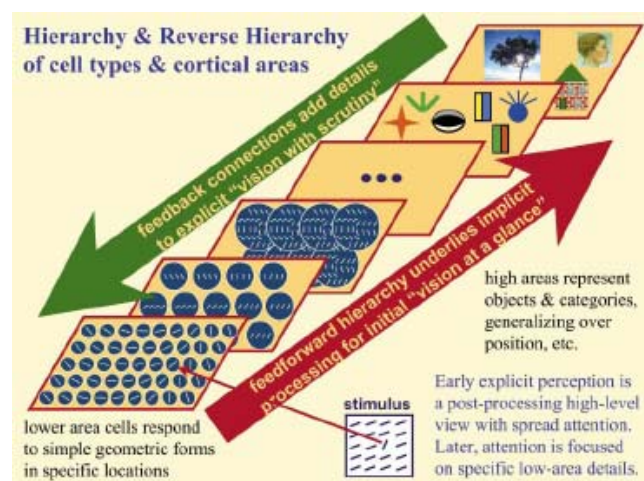 Hierarchy & Reverse Hierarchy
of cell types & cortical areas
feedback connections add details
to explicit “vision with scrutiny”
feedforward hierarchy underlies implicit
processing for initial “vision at a glance”
high areas represent
objects & categories,
generalizing over
position, etc.
stimulus
lower area cells respond
to simple geometric forms
in specific locations
Early explicit perception is
a post-processing high-level
view with spread attention.
Later, attention is focused
on specific low-area details.